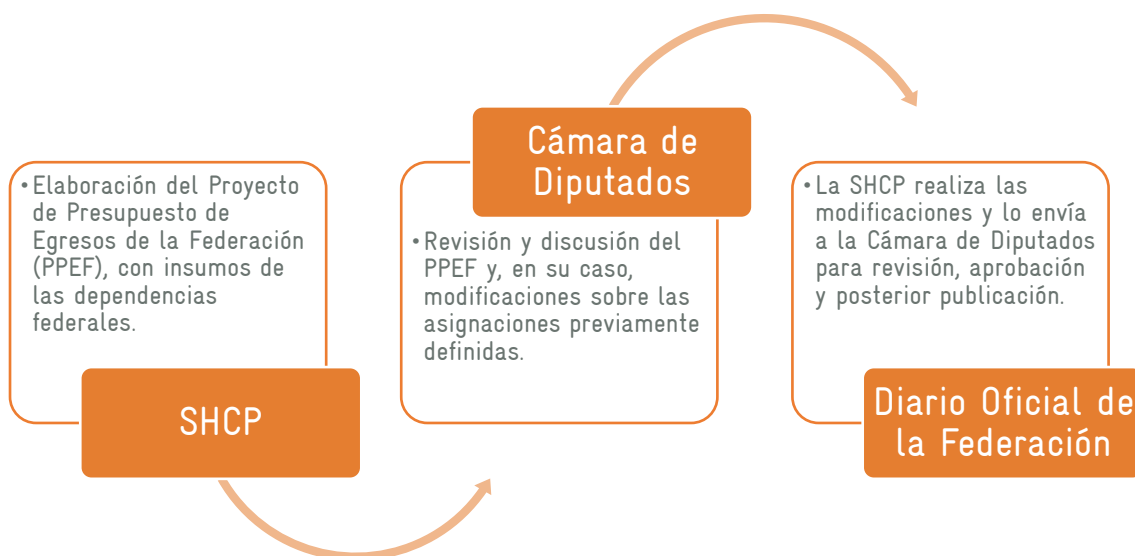 • Elaboración del Proyecto
de Presupuesto de
Egresos de la Federación
(PPEF), con insumos de
las dependencias
federales.
SHCP
Cámara de
Diputados
• Revisión y discusión del
PPEF y, en su caso,
modificaciones sobre las
asignaciones previamente
definidas.
• La SHCP realiza las
modificaciones y lo envía
a la Cámara de Diputados
para revisión, aprobación
y posterior publicación.
Diario Oficial de
la Federación